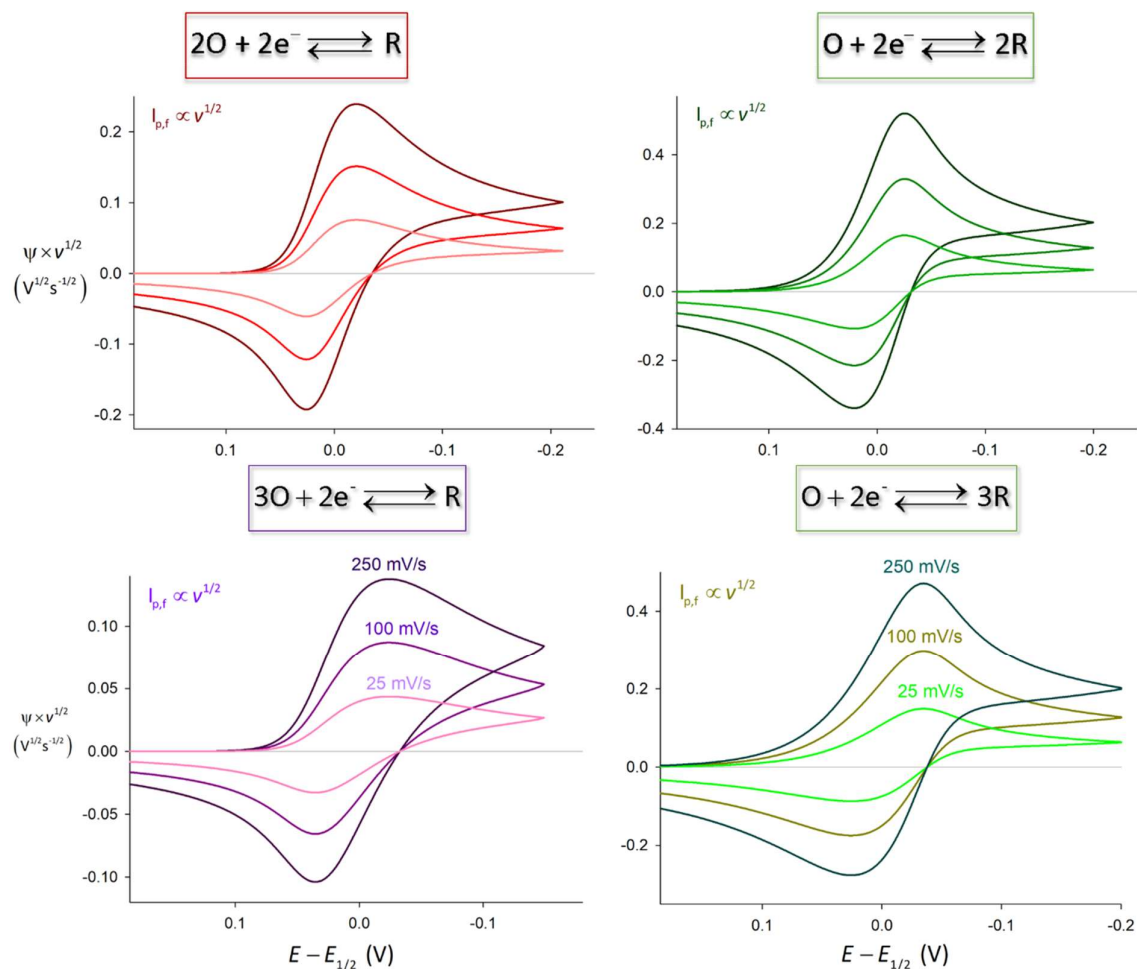 2O + 2e⁻ ⇌ R
I_p,f ∝ ν^1/2
0.2
0.1
0.0
-0.1
-0.2
ψ × ν^1/2
(V^1/2 s^-1/2)
0.1 0.0 -0.1 -0.2
O + 2e⁻ ⇌ 2R
I_p,f ∝ ν^1/2
0.4
0.2
0.0
-0.2
-0.4
0.1 0.0 -0.1 -0.2
3O + 2e⁻ ⇌ R
I_p,f ∝ ν^1/2
250 mV/s
100 mV/s
25 mV/s
0.10
0.05
0.00
-0.05
-0.10
ψ × ν^1/2
(V^1/2 s^-1/2)
0.1 0.0 -0.1
E – E_1/2 (V)
O + 2e⁻ ⇌ 3R
I_p,f ∝ ν^1/2
250 mV/s
100 mV/s
25 mV/s
0.4
0.2
0.0
-0.2
0.1 0.0 -0.1 -0.2
E – E_1/2 (V)